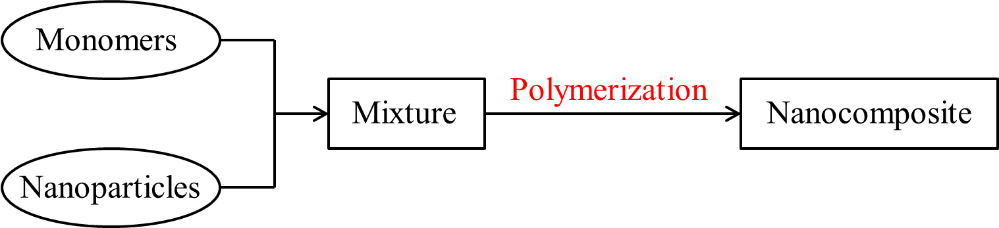 Monomers
Nanoparticles
Mixture
Polymerization
Nanocomposite